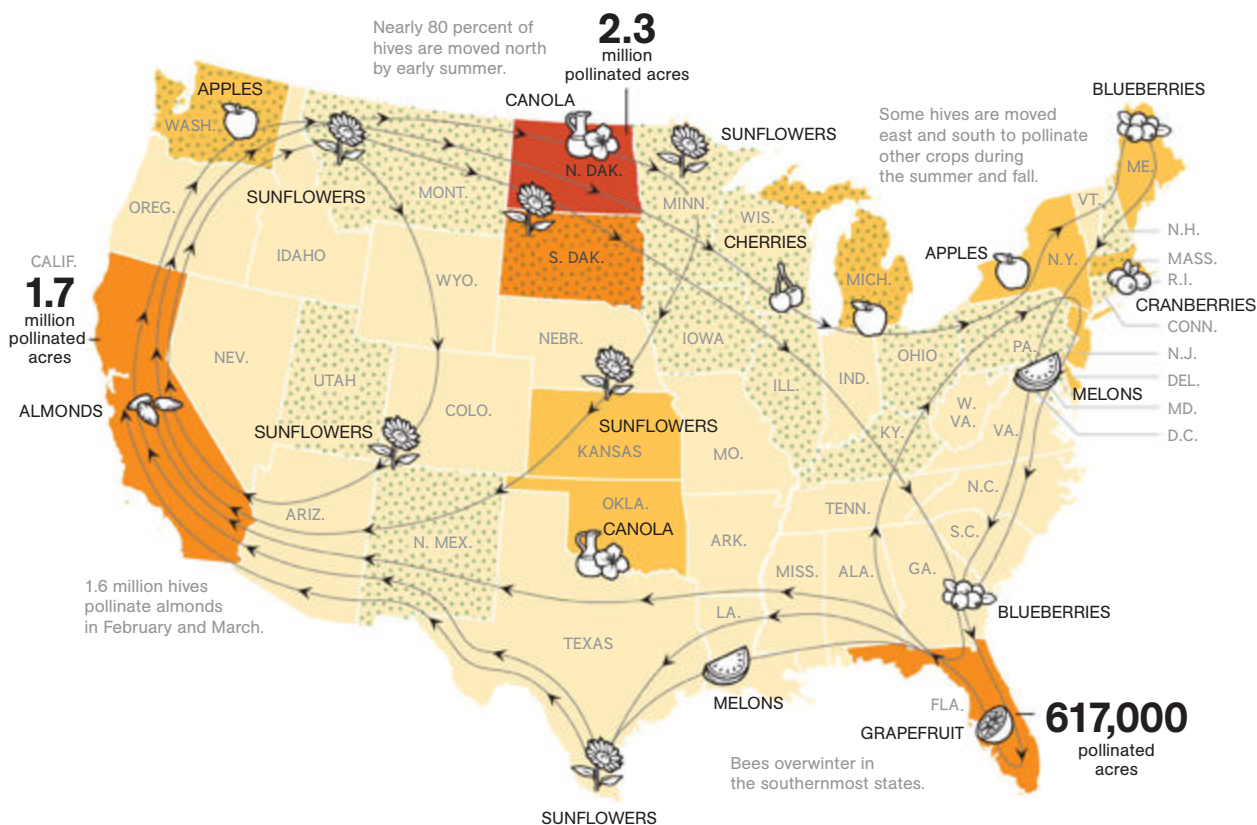 Nearly 80 percent of
hives are moved north
by early summer.
2.3
million
pollinated acres
APPLES
WASH.
CANOLA
N. DAK.
SUNFLOWERS
BLUEBERRIES
Some hives are moved
east and south to pollinate
other crops during
the summer and fall.
ME.
SUNFLOWERS
MONT.
MINN.
WIS.
VT.
OREG.
N.H.
CHERRIES
APPLES
N.Y.
MASS.
CALIF.
1.7
million
pollinated
acres
IDAHO
S. DAK.
MICH.
R.I.
WYO.
CRANBERRIES
CONN.
NEV.
NEBR.
IOWA
OHIO
PA.
N.J.
UTAH
ILL.
IND.
DEL.
ALMONDS
COLO.
MELONS
W.
VA.
MD.
SUNFLOWERS
SUNFLOWERS
KANSAS
MO.
KY.
VA.
D.C.
ARIZ.
OKLA.
TENN.
N.C.
N. MEX.
CANOLA
ARK.
S.C.
1.6 million hives
pollinate almonds
in February and March.
MISS.
ALA.
GA.
LA.
BLUEBERRIES
TEXAS
MELONS
FLA.
GRAPEFRUIT
617,000
pollinated
acres
Bees overwinter in
the southernmost states.
SUNFLOWERS